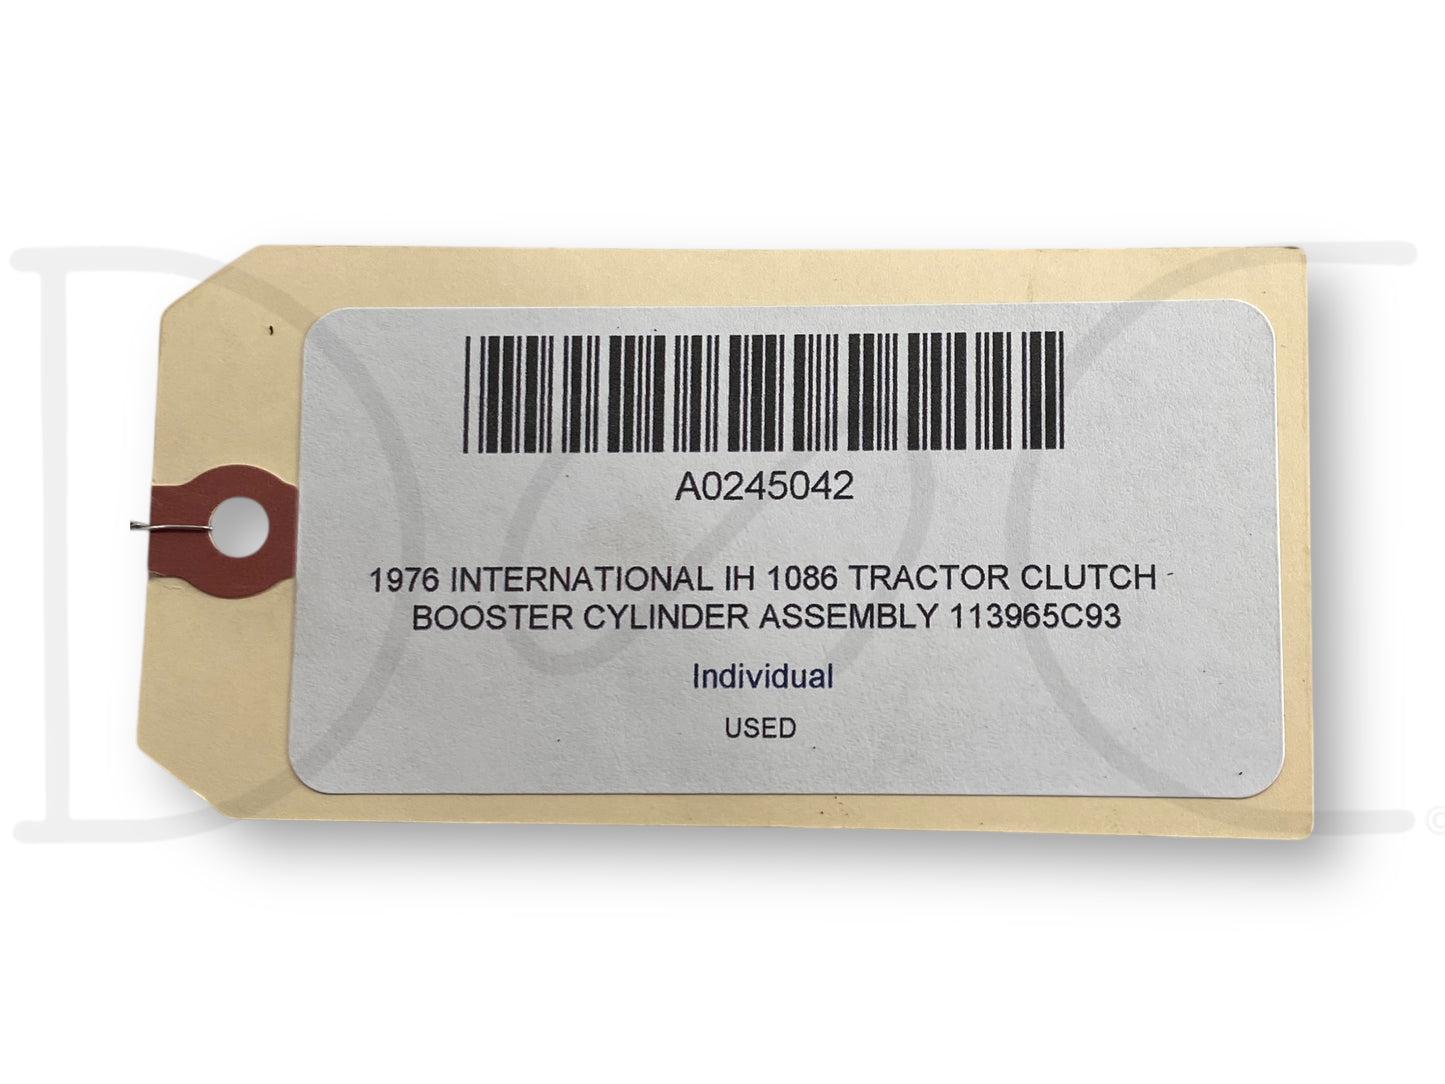 A0245042
1976 INTERNATIONAL IH 1086 TRACTOR CLUTCH
BOOSTER CYLINDER ASSEMBLY 113965C93
Individual
USED
©